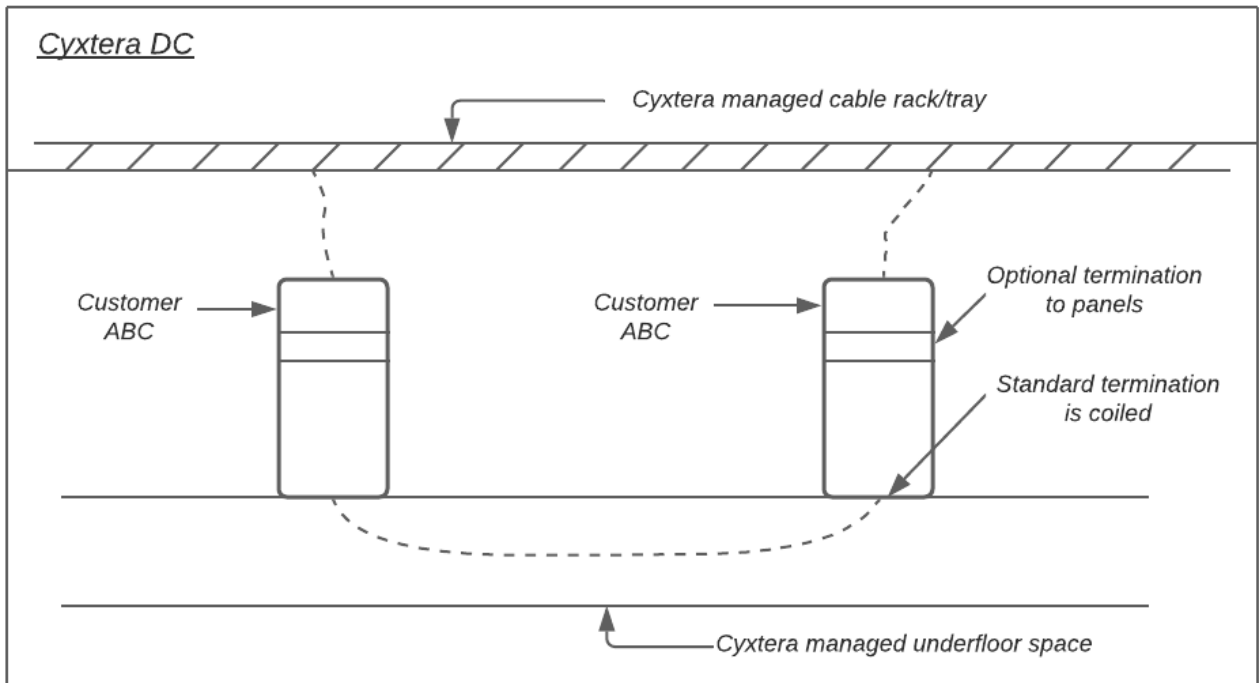 Cyxtera DC
Cyxtera managed cable rack/tray
Customer
ABC
Customer
ABC
Optional termination
to panels
Standard termination
is coiled
Cyxtera managed underfloor space